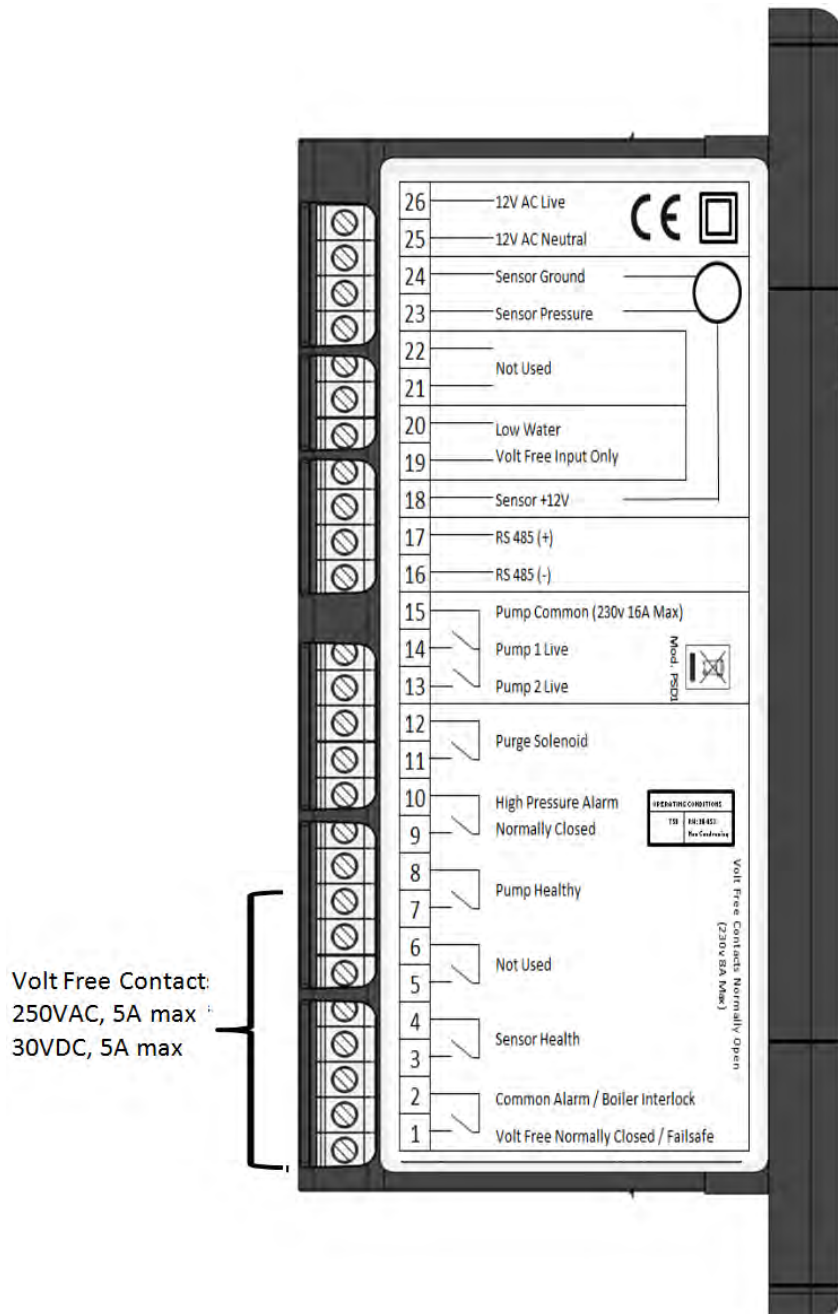 26 12V AC Live
CE
25 12V AC Neutral
24 Sensor Ground
23 Sensor Pressure
22
Not Used
21
20 Low Water
19 Volt Free Input Only
18 Sensor +12V
17 RS 485 (+)
16 RS 485 (-)
15 Pump Common (230v 16A Max)
14 Pump 1 Live
13 Pump 2 Live
Mod. PSD1
12
Purge Solenoid
11
10 High Pressure Alarm
9 Normally Closed
OPERATING CONDITIONS
8
Pump Healthy
7
6
Not Used
5
4
Sensor Health
3
2 Common Alarm / Boiler Interlock
1 Volt Free Normally Closed / Failsafe
Volt Free Contacts Normally Open
(230v 8A Max)
Volt Free Contact
250VAC, 5A max
30VDC, 5A max